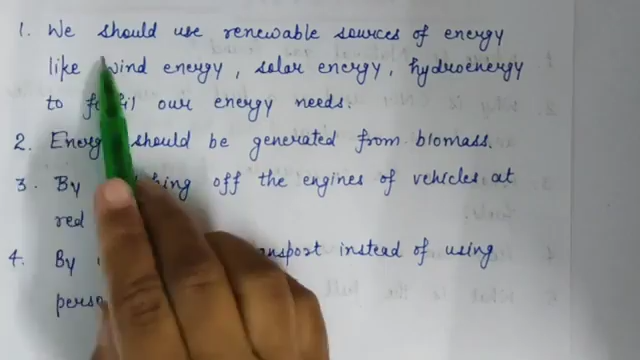 1. We should use renewable sources of energy
like wind energy, solar energy, hydroenergy
to fulfil our energy needs.
2. Energy should be generated from biomass.
3. By off the engines of vehicles at
red
4. By instead of using